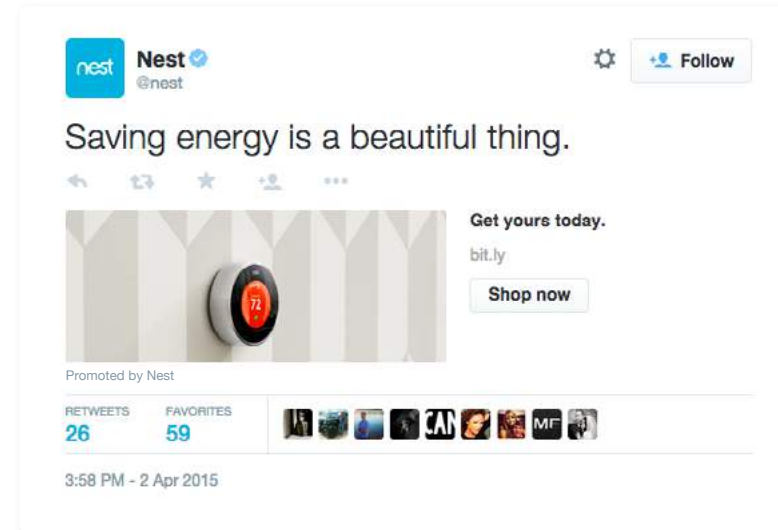 nest
Nest
@nest
Follow
Saving energy is a beautiful thing.
Get yours today.
bit.ly
Shop now
72
Promoted by Nest
RETWEETS
FAVORITES
26
59
CAN
MF
3:58 PM - 2 Apr 2015